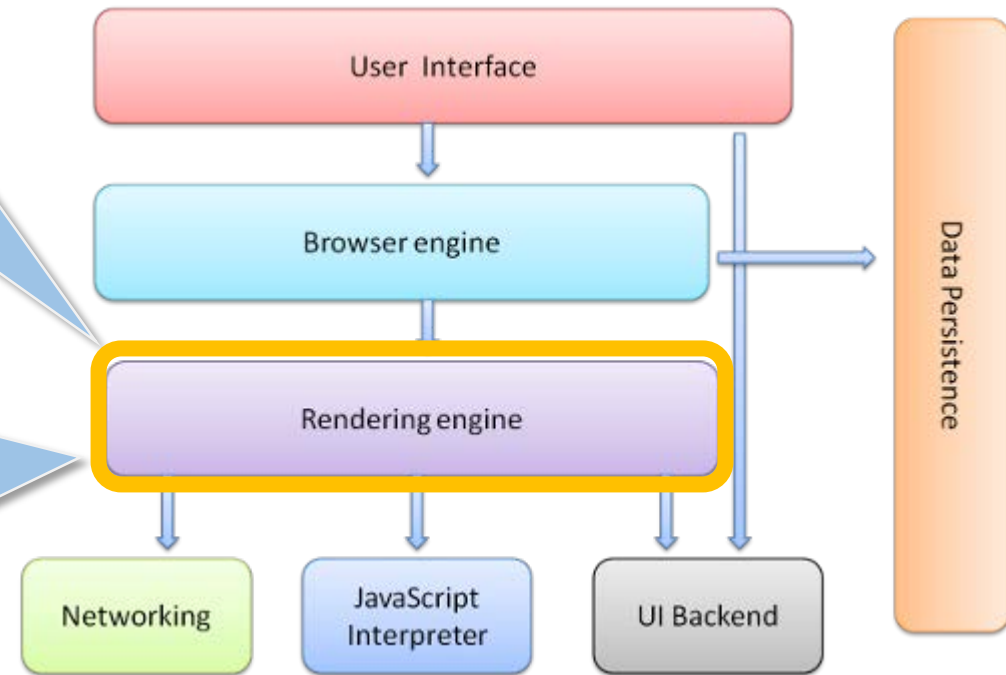 User Interface
Browser engine
Data Persistence
Rendering engine
Networking
JavaScript
Interpreter
UI Backend